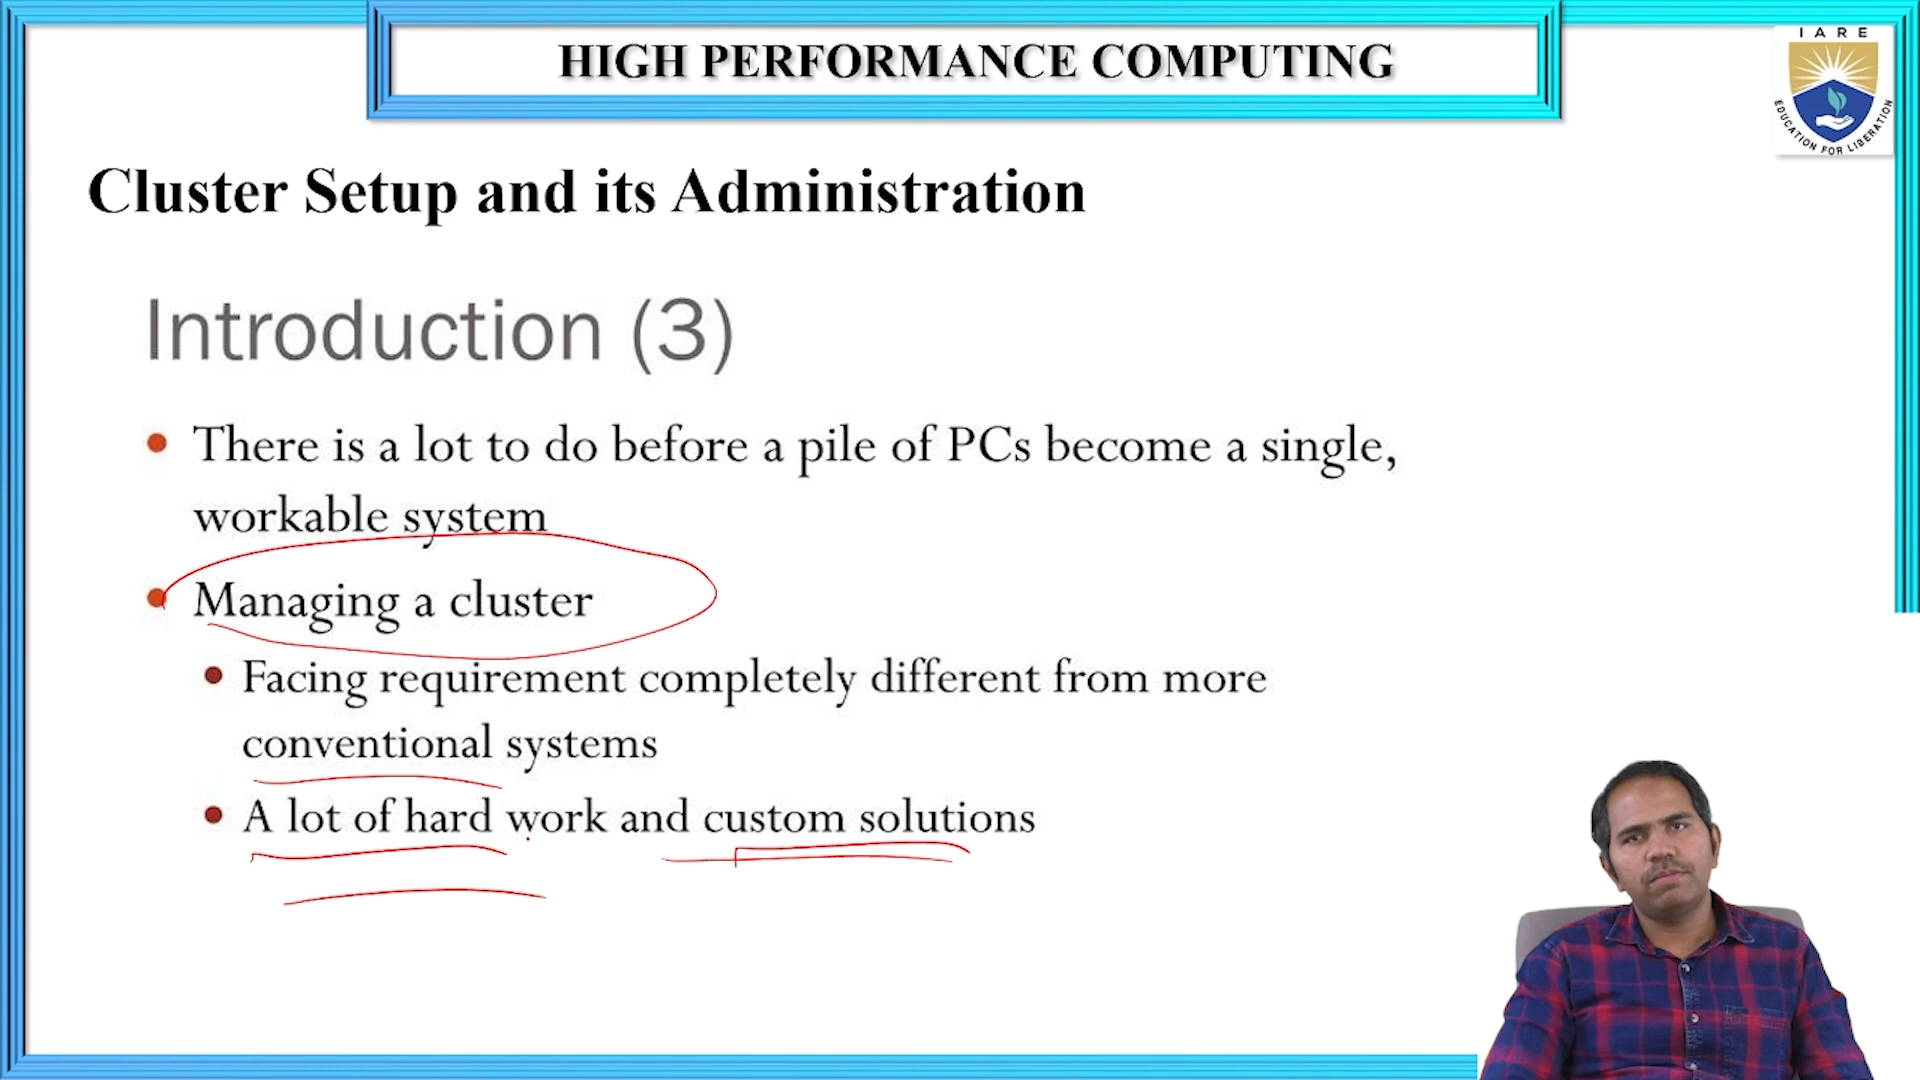 HIGH PERFORMANCE COMPUTING
IARE
EDUCATION FOR LIBERATION
Cluster Setup and its Administration
Introduction (3)
• There is a lot to do before a pile of PCs become a single,
workable system
• Managing a cluster
• Facing requirement completely different from more
conventional systems
• A lot of hard work and custom solutions